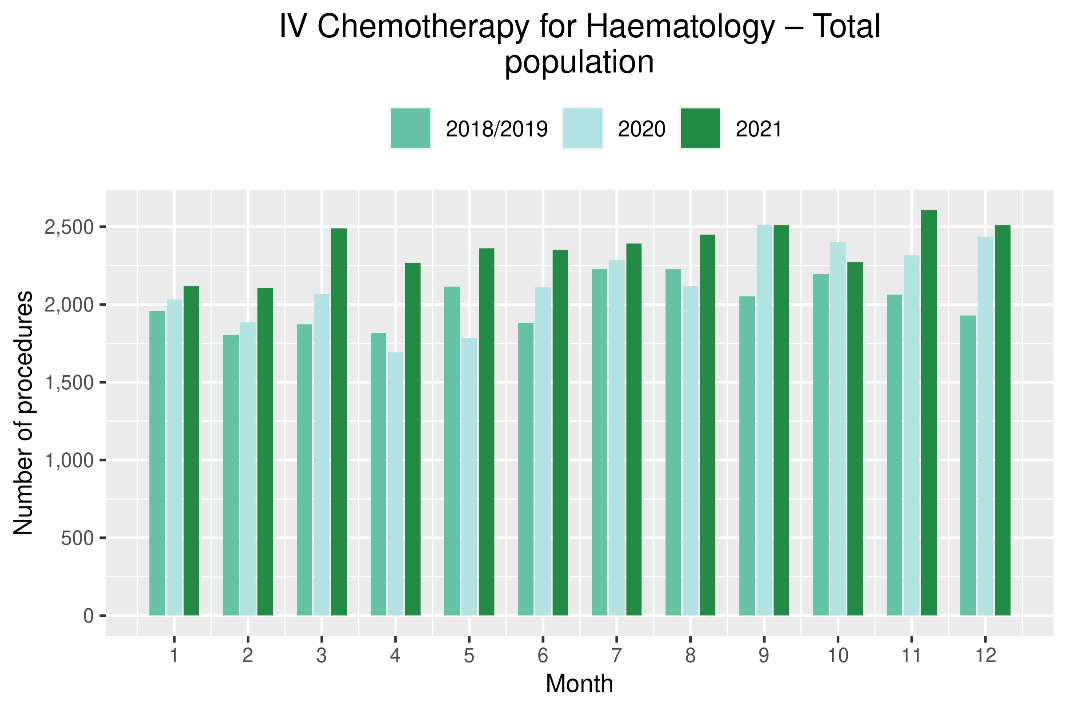 IV Chemotherapy for Haematology – Total
population
2018/2019 2020 2021
Number of procedures
2,500
2,000
1,500
1,000
500
0
1 2 3 4 5 6 7 8 9 10 11 12
Month